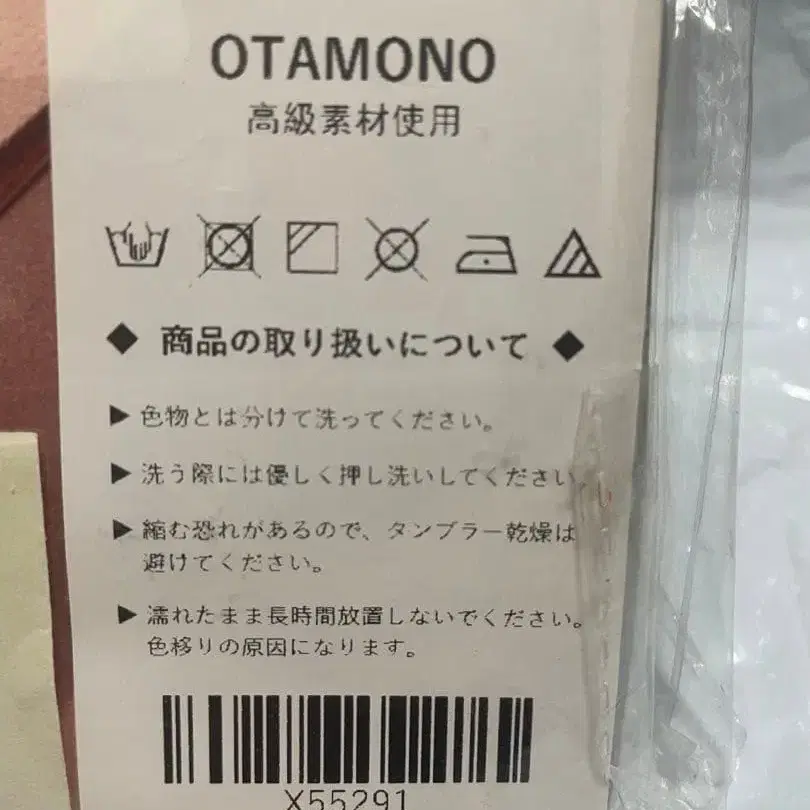 OTAMONO
高級素材使用
◆ 商品の取り扱いについて ◆
▶ 色物とは分けて洗ってください。
▶ 洗う際には優しく押し洗いしてください
▶ 縮む恐れがあるので、タンブラー乾燥は
避けてください。
▶ 濡れたまま長時間放置しないでください。
色移りの原因になります。
X55291